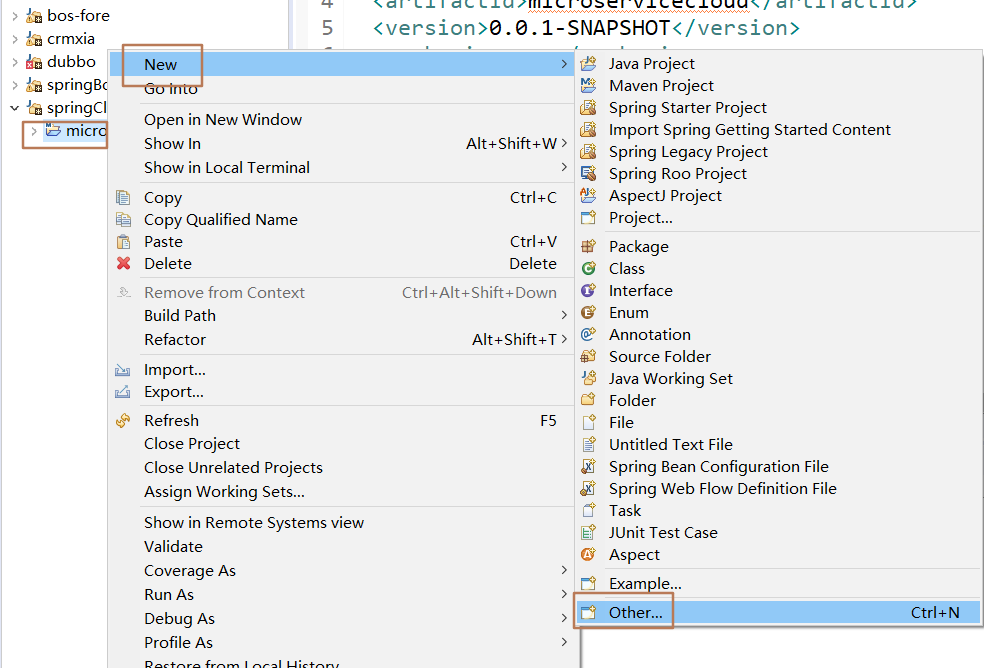 bos-fore
crmxia
dubbo
springBo
springCl
micro
4 <artifactId>microservicecloud</artifactId>
5 <version>0.0.1-SNAPSHOT</version>
New
Go Into
Open in New Window
Show In Alt+Shift+W
Show in Local Terminal
Copy Ctrl+C
Copy Qualified Name
Paste Ctrl+V
Delete Delete
Remove from Context Ctrl+Alt+Shift+Down
Build Path
Refactor Alt+Shift+T
Import...
Export...
Refresh F5
Close Project
Close Unrelated Projects
Assign Working Sets...
Show in Remote Systems view
Validate
Coverage As
Run As
Debug As
Profile As
Restore from Local History
Java Project
Maven Project
Spring Starter Project
Import Spring Getting Started Content
Spring Legacy Project
Spring Roo Project
AspectJ Project
Project...
Package
Class
Interface
Enum
Annotation
Source Folder
Java Working Set
Folder
File
Untitled Text File
Spring Bean Configuration File
Spring Web Flow Definition File
Task
JUnit Test Case
Aspect
Example...
Other... Ctrl+N